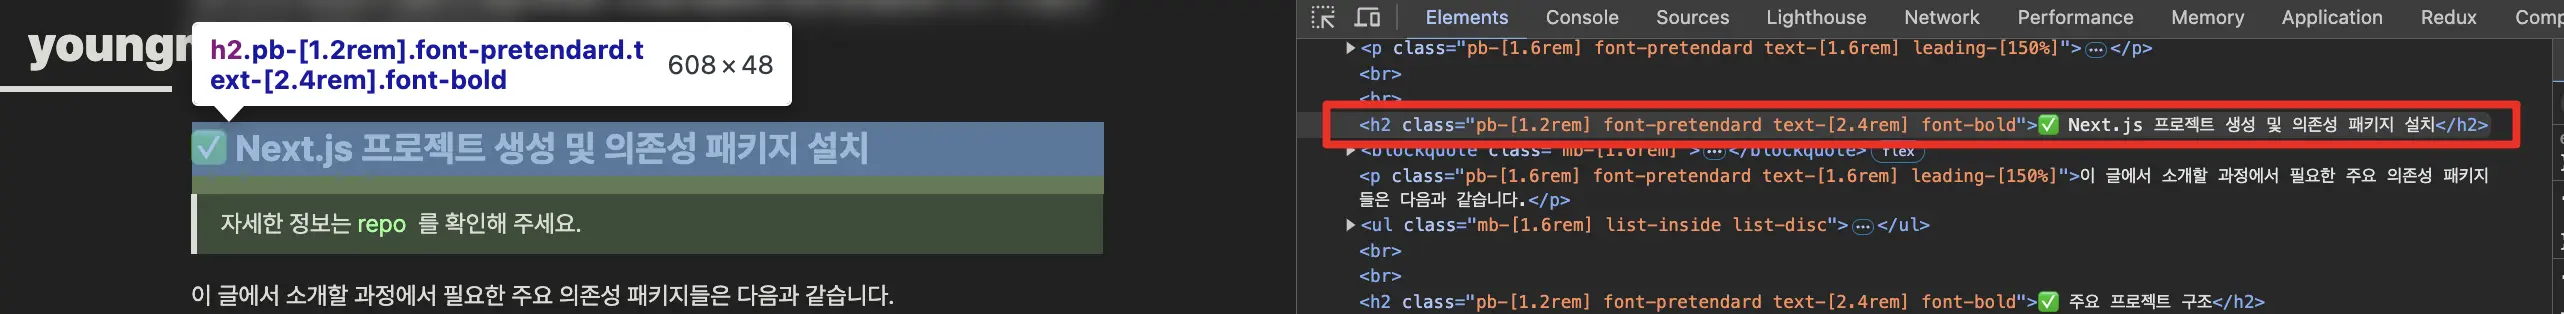 youngr
h2.pb-[1.2rem].font-pretendard.t
ext-[2.4rem].font-bold
608 × 48
✅ Next.js 프로젝트 생성 및 의존성 패키지 설치
자세한 정보는 repo 를 확인해 주세요.
이 글에서 소개할 과정에서 필요한 주요 의존성 패키지들은 다음과 같습니다.
Elements Console Sources Lighthouse Network Performance Memory Application Redux Comp
▶<p class="pb-[1.6rem] font-pretendard text-[1.6rem] leading-[150%]">…</p>
<br>
<br>
<h2 class="pb-[1.2rem] font-pretendard text-[2.4rem] font-bold">✅ Next.js 프로젝트 생성 및 의존성 패키지 설치</h2>
▶<blockquote class="mb-[1.6rem]">…</blockquote> flex
<p class="pb-[1.6rem] font-pretendard text-[1.6rem] leading-[150%]">이 글에서 소개할 과정에서 필요한 주요 의존성 패키지
들은 다음과 같습니다.</p>
▶<ul class="mb-[1.6rem] list-inside list-disc">…</ul>
<br>
<br>
<h2 class="pb-[1.2rem] font-pretendard text-[2.4rem] font-bold">✅ 주요 프로젝트 구조</h2>